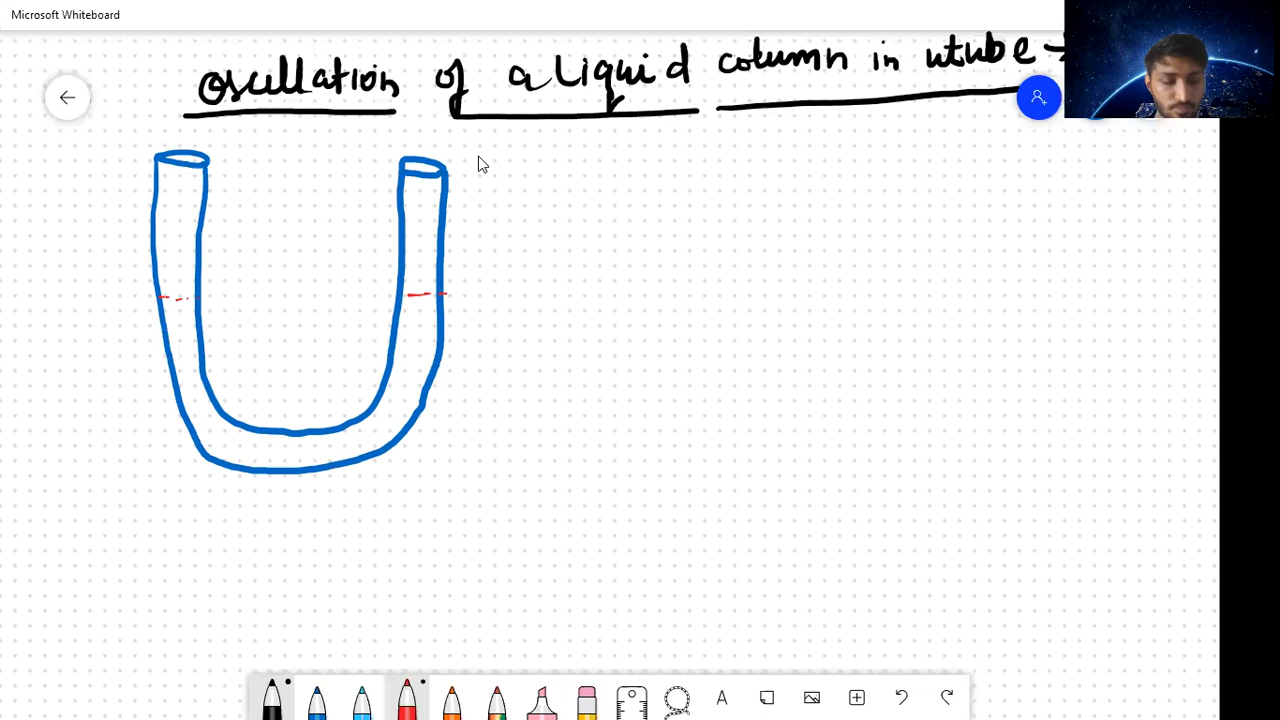 Microsoft Whiteboard
oscillation of a liquid column in utube →